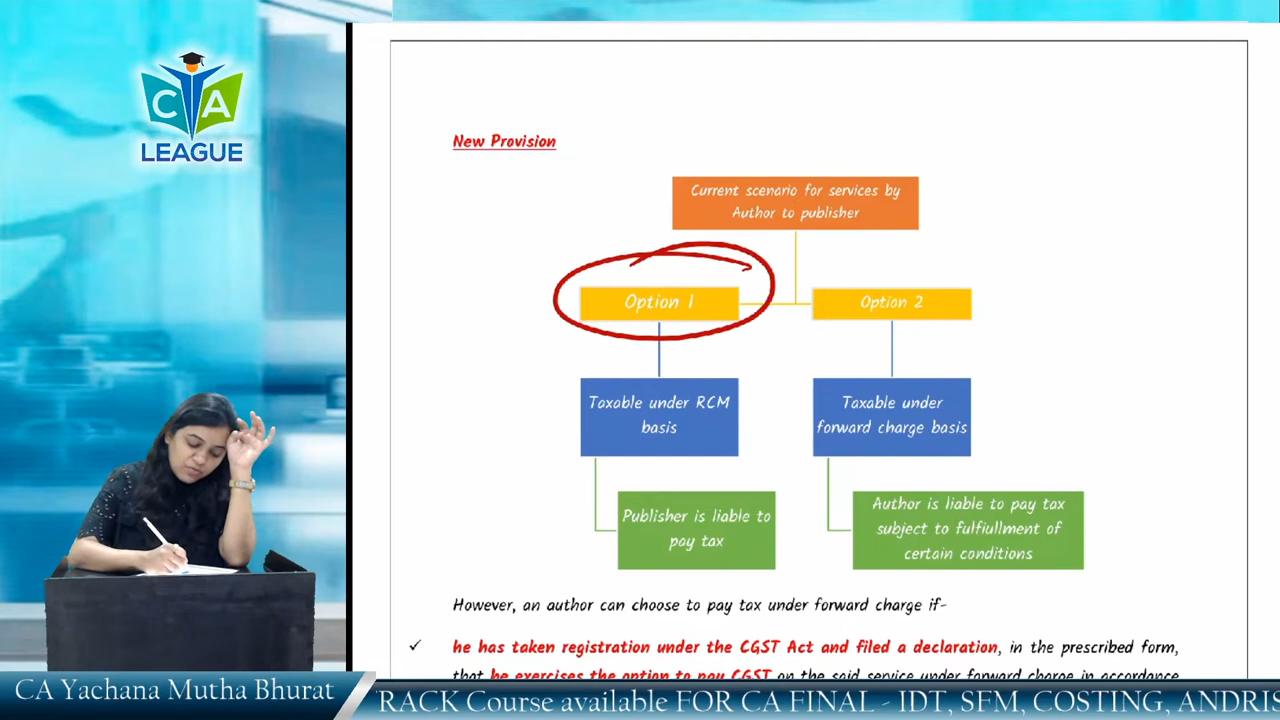 CA
LEAGUE
New Provision
Current scenario for services by
Author to publisher
Option 1
Option 2
Taxable under RCM
basis
Taxable under
forward charge basis
Publisher is liable to
pay tax
Author is liable to pay tax
subject to fulfiullment of
certain conditions
However, an author can choose to pay tax under forward charge if-
✓ he has taken registration under the CGST Act and filed a declaration, in the prescribed form,
that he exercises the option to pay CGST on the said service under forward charge in accordance
CA Yachana Mutha Bhurat
RACK Course available FOR CA FINAL - IDT, SFM, COSTING, ANDRIS